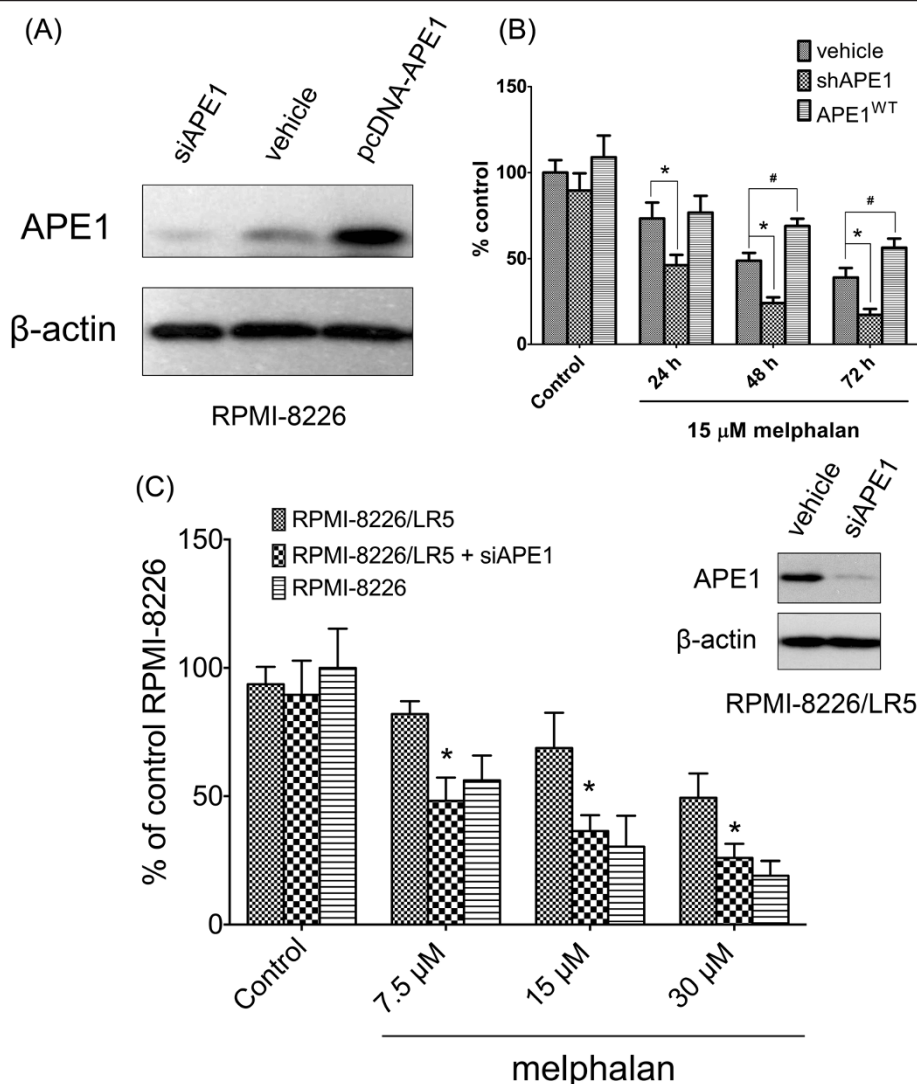 (A)
siAPE1
vehicle
pcDNA-APE1
APE1
β-actin
RPMI-8226
(B)
vehicle
shAPE1
APE1WT
% control
150
100
50
0
*
#
*
#
*
Control
24 h
48 h
72 h
15 μM melphalan
(C)
RPMI-8226/LR5
RPMI-8226/LR5 + siAPE1
RPMI-8226
% of control RPMI-8226
150
100
50
0
*
*
*
Control
7.5 μM
15 μM
30 μM
melphalan
vehicle
siAPE1
APE1
β-actin
RPMI-8226/LR5